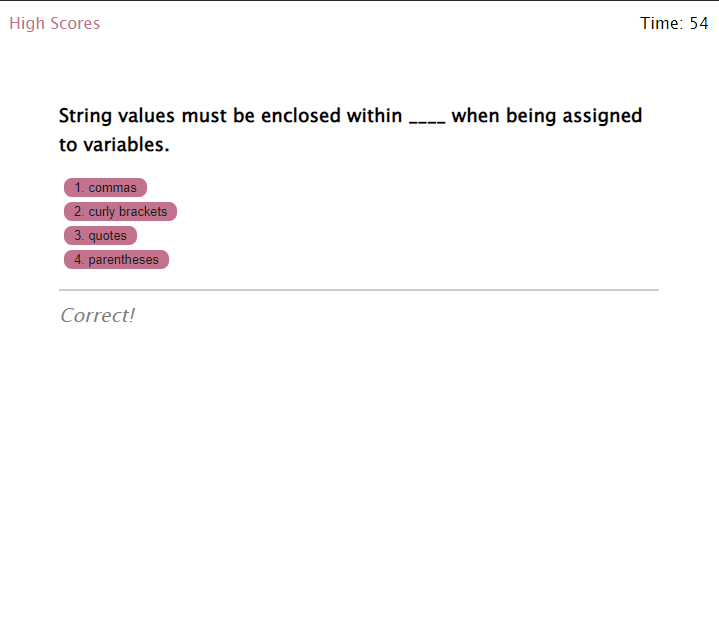 High Scores
Time: 54
String values must be enclosed within ____ when being assigned
to variables.
1. commas
2. curly brackets
3. quotes
4. parentheses
Correct!